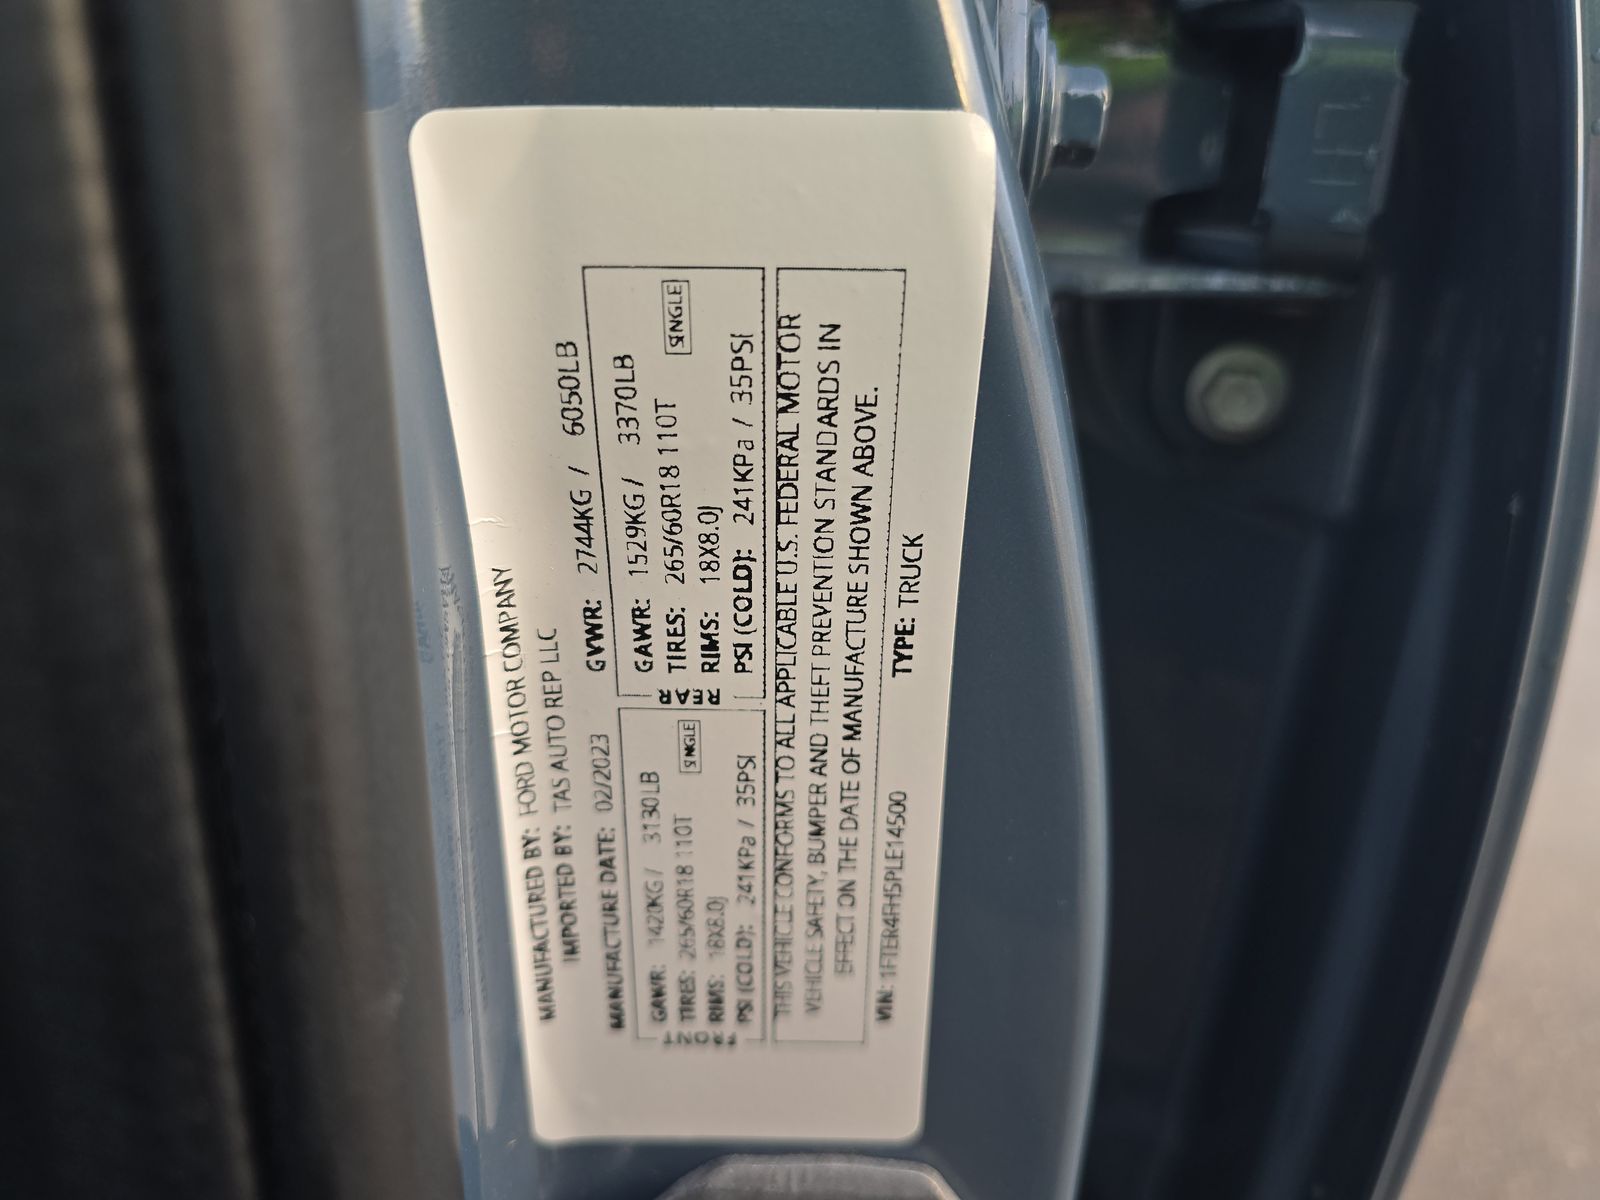 MANUFACTURED BY: FORD MOTOR COMPANY
IMPORTED BY: TAS AUTO REP LLC
MANUFACTURE DATE: 02/2023 GVWR: 2744KG / 6050LB
FRONT
GAWR: 1420KG / 3130LB
TIRES: 265/60R18 110T SINGLE
RIMS: 18X8.0J
PSI (COLD): 241KPa / 35PSI
REAR
GAWR: 1529KG / 3370LB
TIRES: 265/60R18 110T SINGLE
RIMS: 18X8.0J
PSI (COLD): 241KPa / 35PSI
THIS VEHICLE CONFORMS TO ALL APPLICABLE U.S. FEDERAL MOTOR
VEHICLE SAFETY, BUMPER AND THEFT PREVENTION STANDARDS IN
EFFECT ON THE DATE OF MANUFACTURE SHOWN ABOVE.
VIN: 1FTER4FH5PLE14500 TYPE: TRUCK